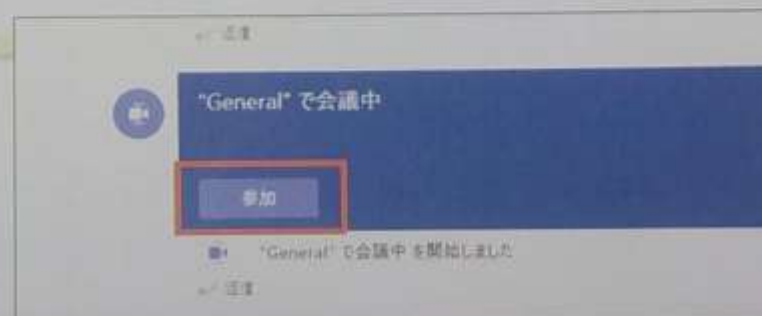 返信
"General" で会議中
参加
"General" で会議中 を開始しました
返信